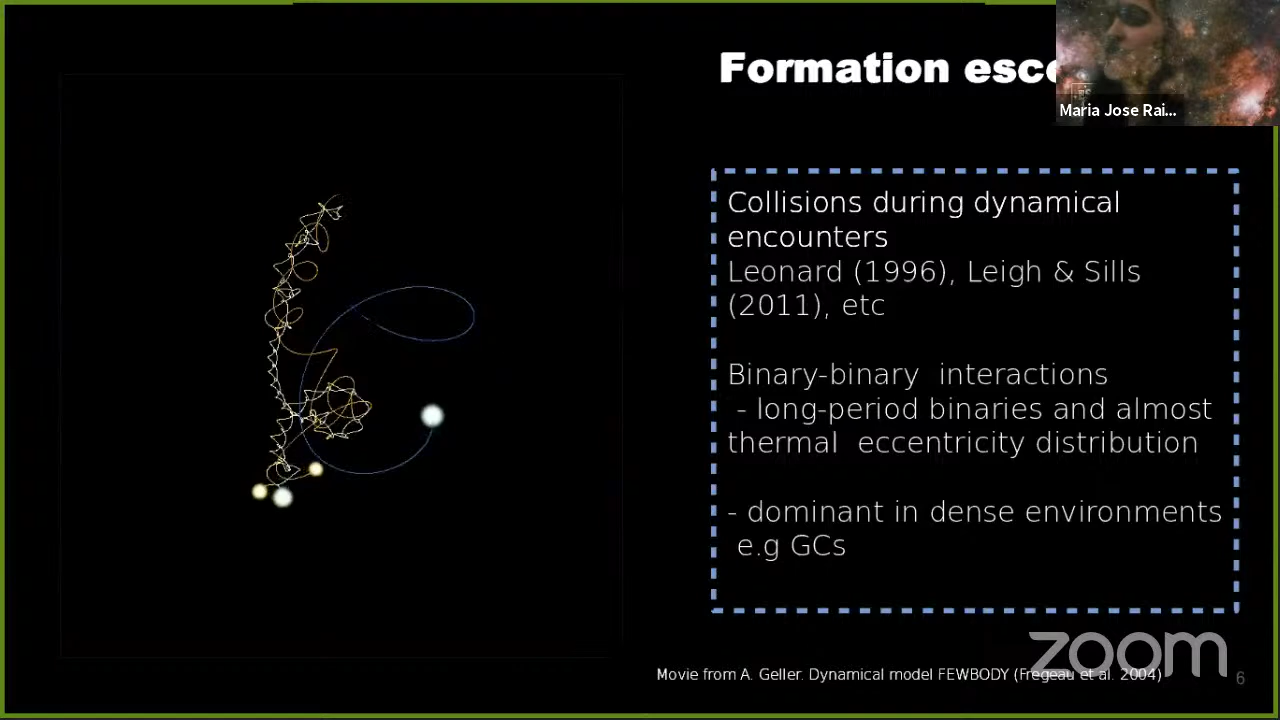 Formation esc
Maria Jose Rai...
Collisions during dynamical
encounters
Leonard (1996), Leigh & Sills
(2011), etc
Binary-binary interactions
- long-period binaries and almost
thermal eccentricity distribution
- dominant in dense environments
e.g GCs
zoom
Movie from A. Geller. Dynamical model FEWBODY (Fregeau et al. 2004)
6